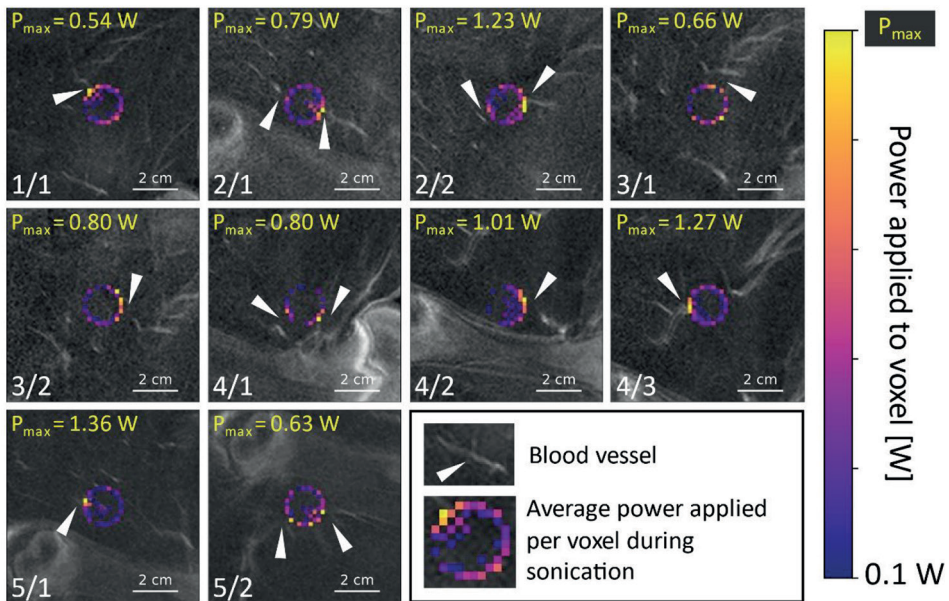 Pmax = 0.54 W
1/1
2 cm
Pmax = 0.79 W
2/1
2 cm
Pmax = 1.23 W
2/2
2 cm
Pmax = 0.66 W
3/1
2 cm
Pmax = 0.80 W
3/2
2 cm
Pmax = 0.80 W
4/1
2 cm
Pmax = 1.01 W
4/2
2 cm
Pmax = 1.27 W
4/3
2 cm
Pmax = 1.36 W
5/1
2 cm
Pmax = 0.63 W
5/2
2 cm
Blood vessel
Average power applied
per voxel during
sonication
Pmax
Power applied to voxel [W]
0.1 W